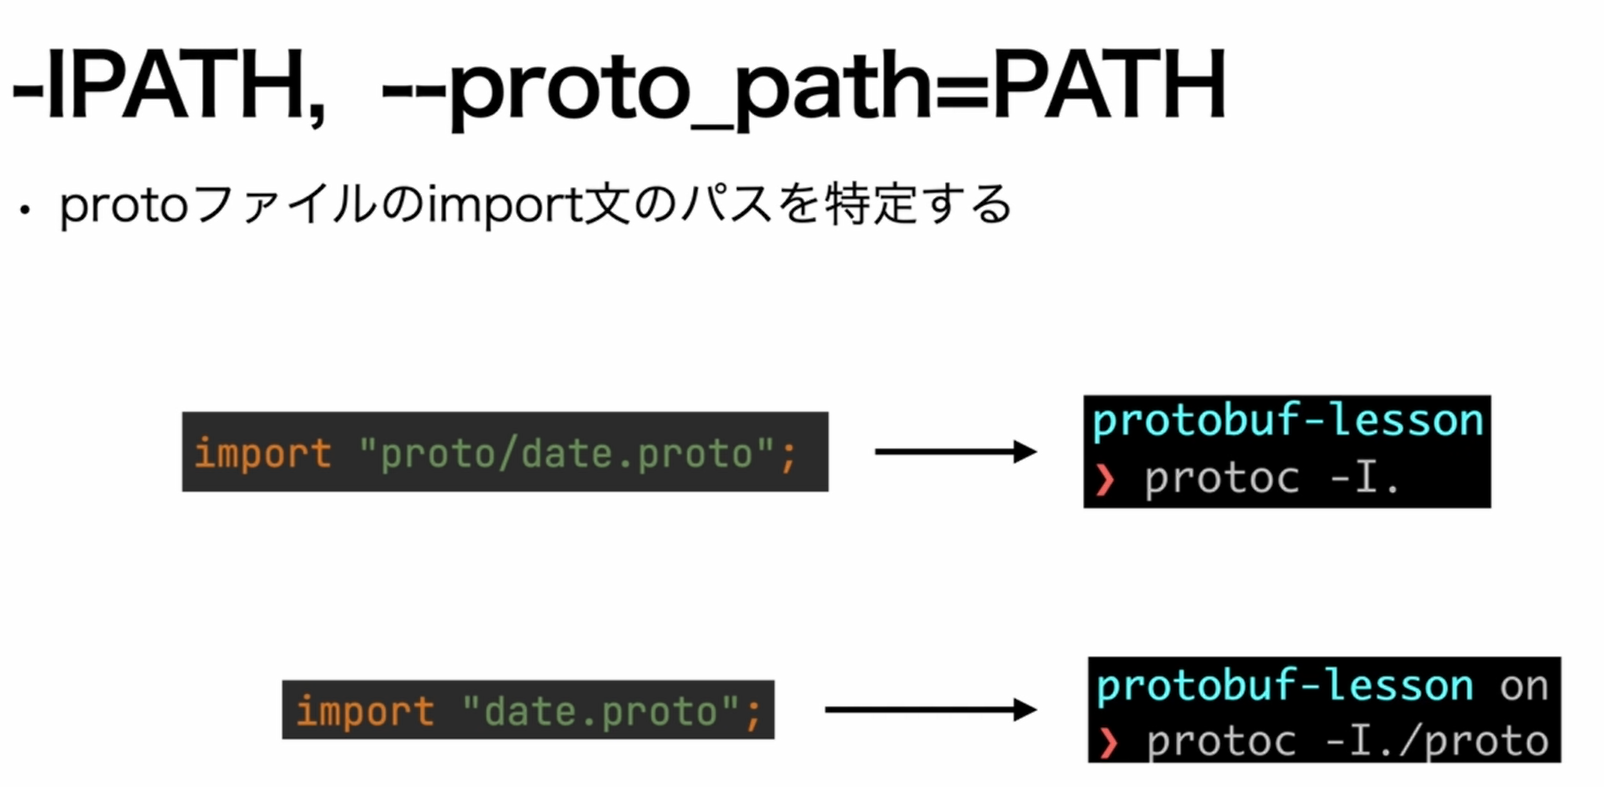 -IPATH, --proto_path=PATH
・protoファイルのimport文のパスを特定する
import "proto/date.proto";
protobuf-lesson
❯ protoc -I.
import "date.proto";
protobuf-lesson on
❯ protoc -I./proto